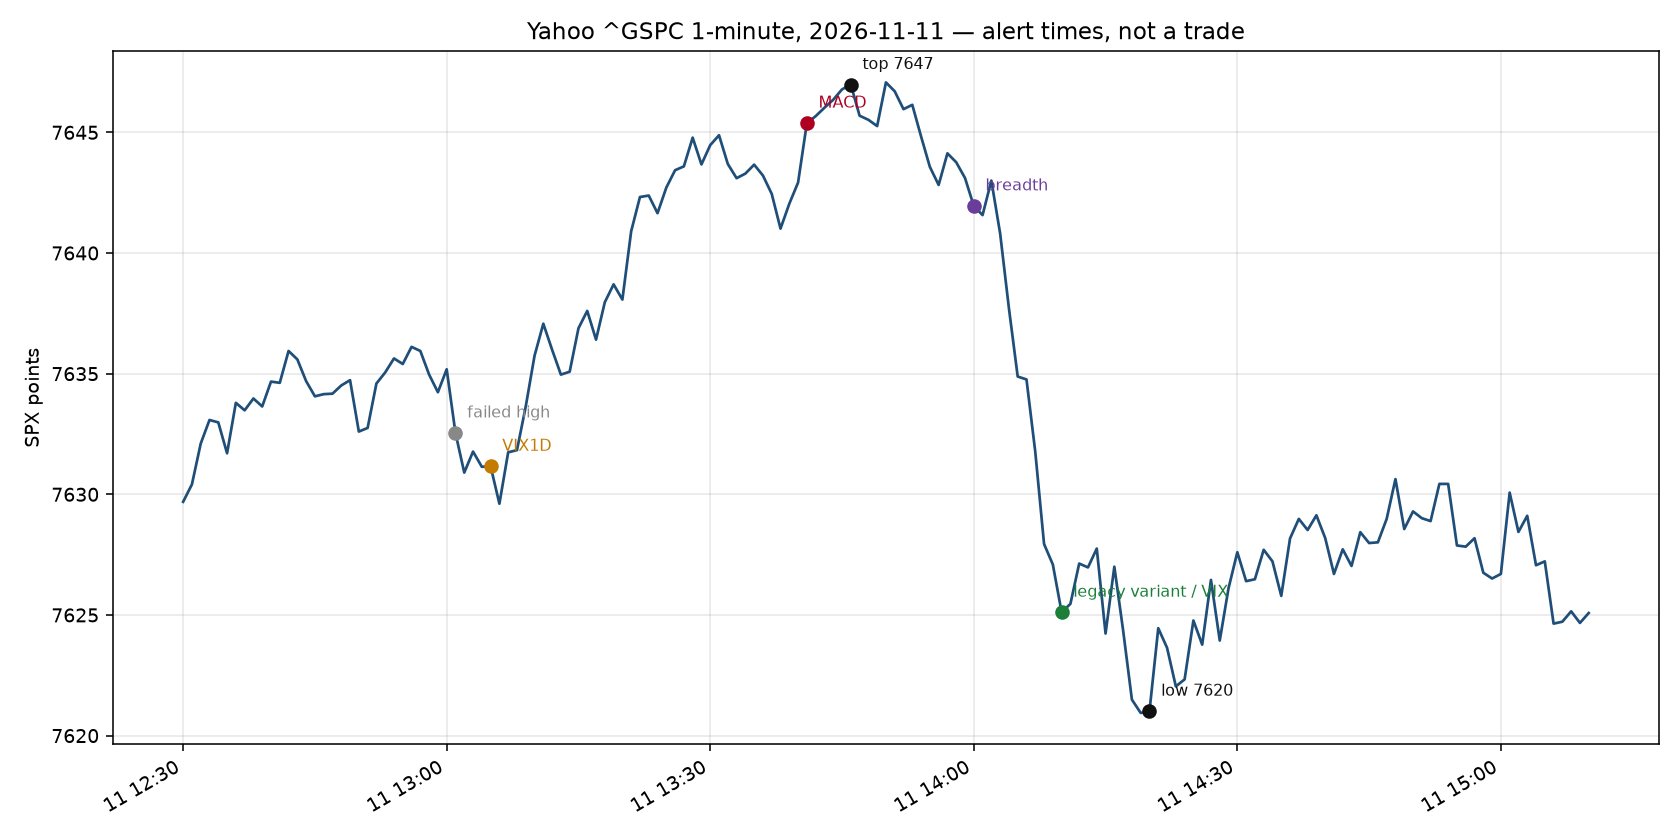 Yahoo ^GSPC 1-minute, 2026-11-11 — alert times, not a trade
top 7647
MACD
7645
breadth
7640
SPX points
7635
failed high
VIX1D
7630
legacy variant / VIX
7625
low 7620
7620
11 12:30
11 13:00
11 13:30
11 14:00
11 14:30
11 15:00